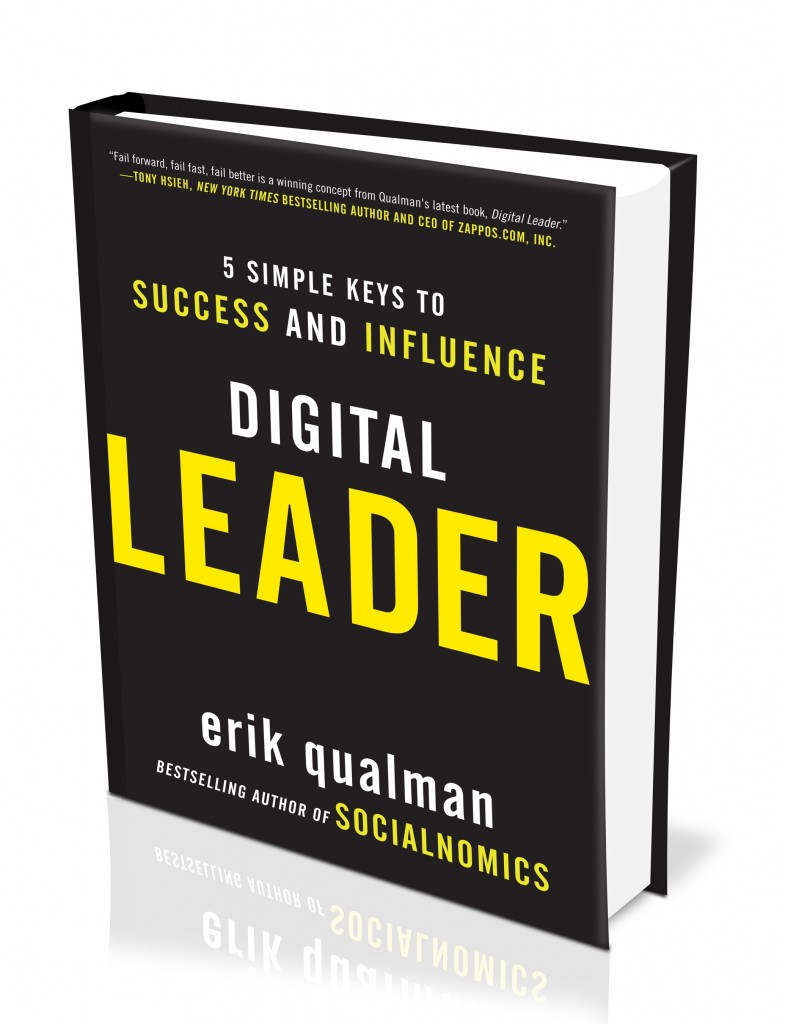 “Fail forward, fail fast, fail better is a winning concept from Qualman's latest book, Digital Leader.”
—TONY HSIEH, NEW YORK TIMES BESTSELLING AUTHOR AND CEO OF ZAPPOS.COM, INC.
5 SIMPLE KEYS TO
SUCCESS AND INFLUENCE
DIGITAL
LEADER
erik qualman
BESTSELLING AUTHOR OF SOCIALNOMICS